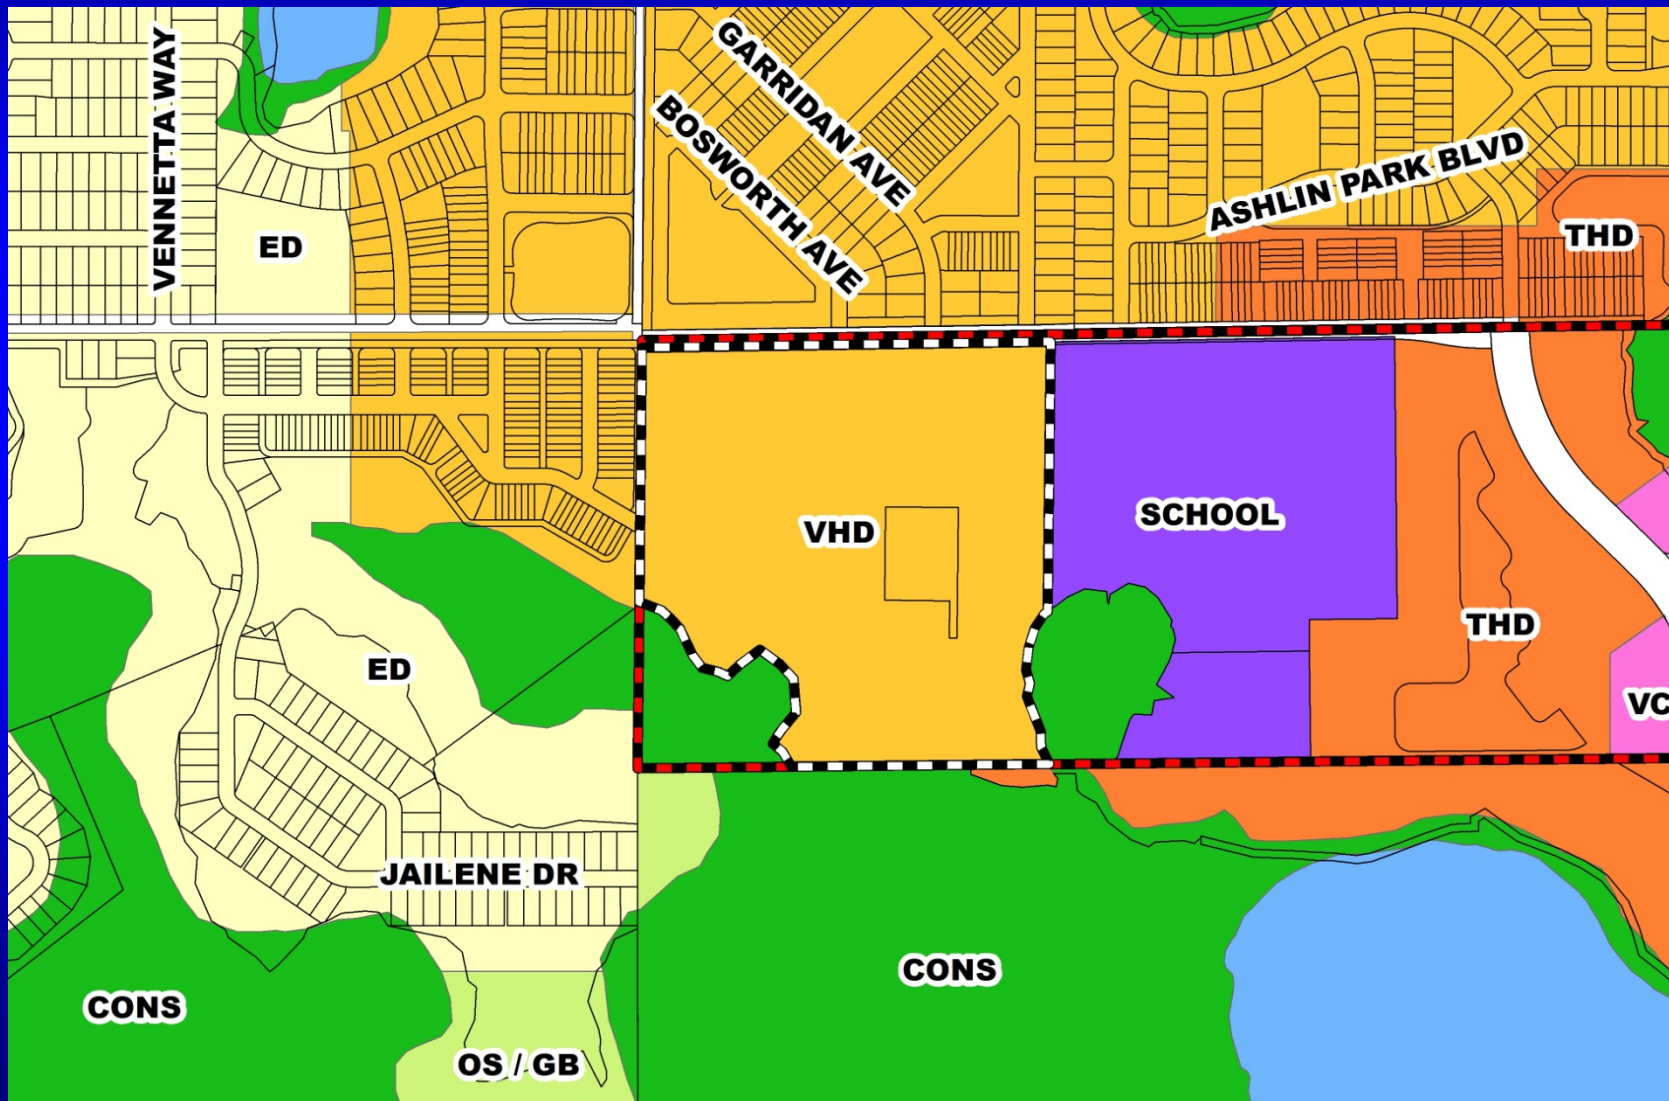 VENNETTA WAY
GARRIDAN AVE
BOSWORTH AVE
ASHLIN PARK BLVD
THD
ED
VHD
SCHOOL
THD
ED
VC
JAILENE DR
CONS
CONS
OS / GB